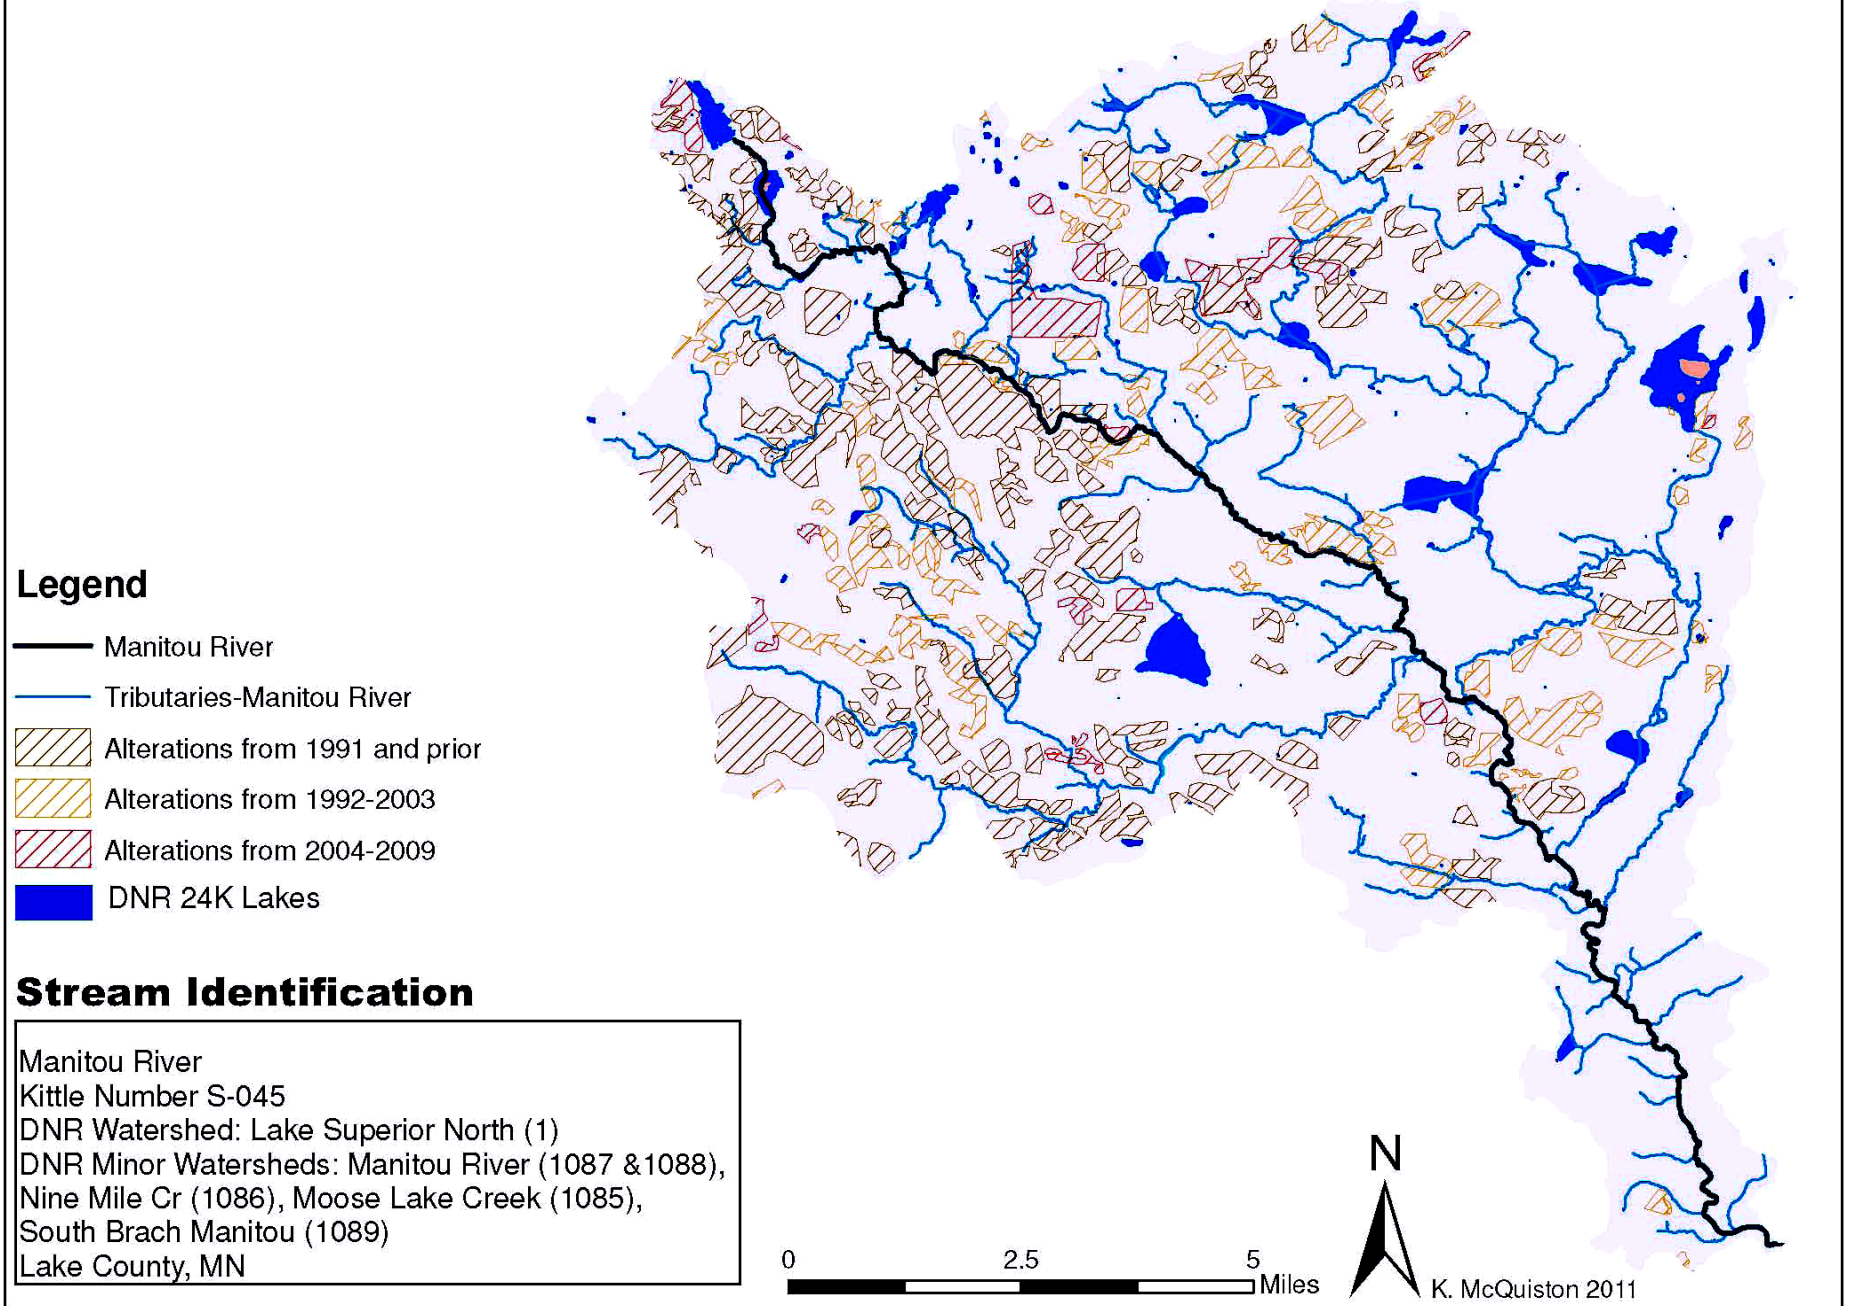 Legend
Manitou River
Tributaries-Manitou River
Alterations from 1991 and prior
Alterations from 1992-2003
Alterations from 2004-2009
DNR 24K Lakes
Stream Identification
Manitou River
Kittle Number S-045
DNR Watershed: Lake Superior North (1)
DNR Minor Watersheds: Manitou River (1087 &1088),
Nine Mile Cr (1086), Moose Lake Creek (1085),
South Brach Manitou (1089)
Lake County, MN
0 2.5 5
Miles
N
K. McQuiston 2011